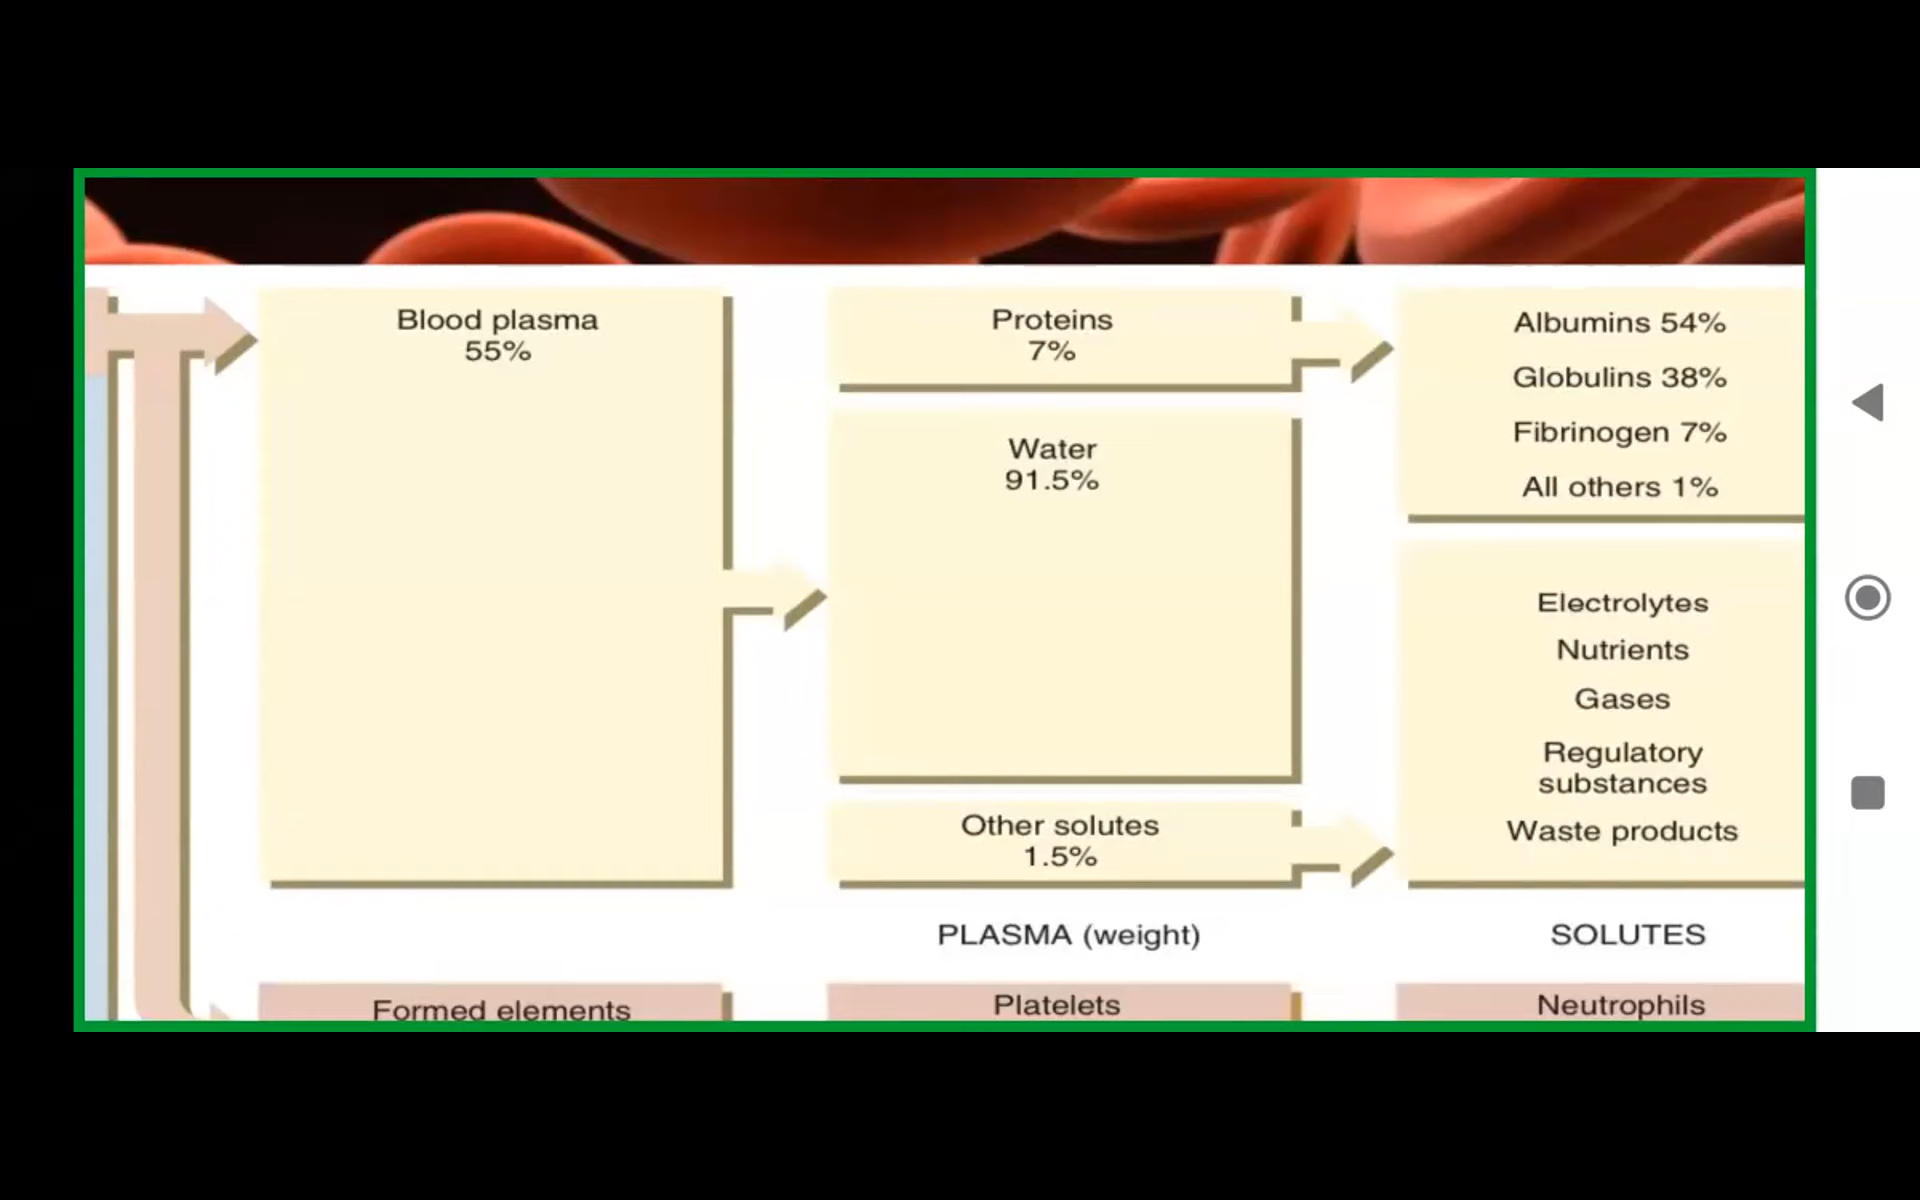 Blood plasma
55%
Proteins
7%
Water
91.5%
Other solutes
1.5%
PLASMA (weight)
Albumins 54%
Globulins 38%
Fibrinogen 7%
All others 1%
Electrolytes
Nutrients
Gases
Regulatory
substances
Waste products
SOLUTES
Formed elements
Platelets
Neutrophils